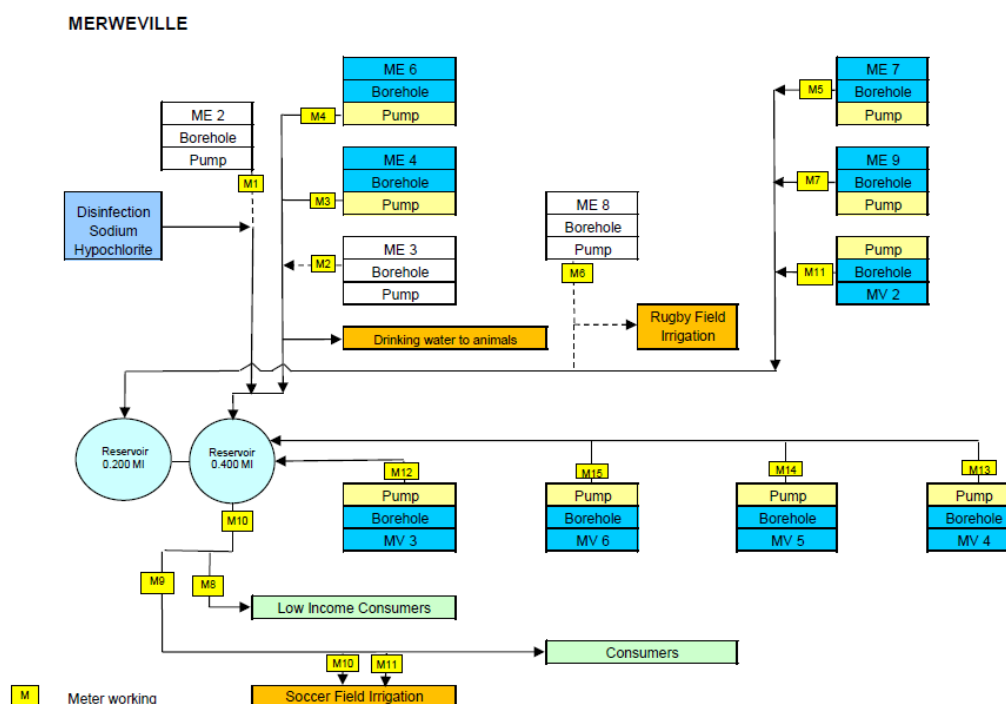 MERWEVILLE
ME 6
Borehole
Pump
M4
ME 7
Borehole
Pump
M5
ME 2
Borehole
Pump
M1
ME 4
Borehole
Pump
M3
ME 9
Borehole
Pump
M7
Disinfection
Sodium
Hypochlorite
ME 8
Borehole
Pump
M6
ME 3
Borehole
Pump
M2
Pump
Borehole
MV 2
M11
Rugby Field
Irrigation
Drinking water to animals
Reservoir
0.200 Ml
Reservoir
0.400 Ml
M12
M15
M14
M13
Pump
Borehole
MV 3
Pump
Borehole
MV 6
Pump
Borehole
MV 5
Pump
Borehole
MV 4
M10
M9
M8
Low Income Consumers
Consumers
M10
M11
Soccer Field Irrigation
M
Meter working